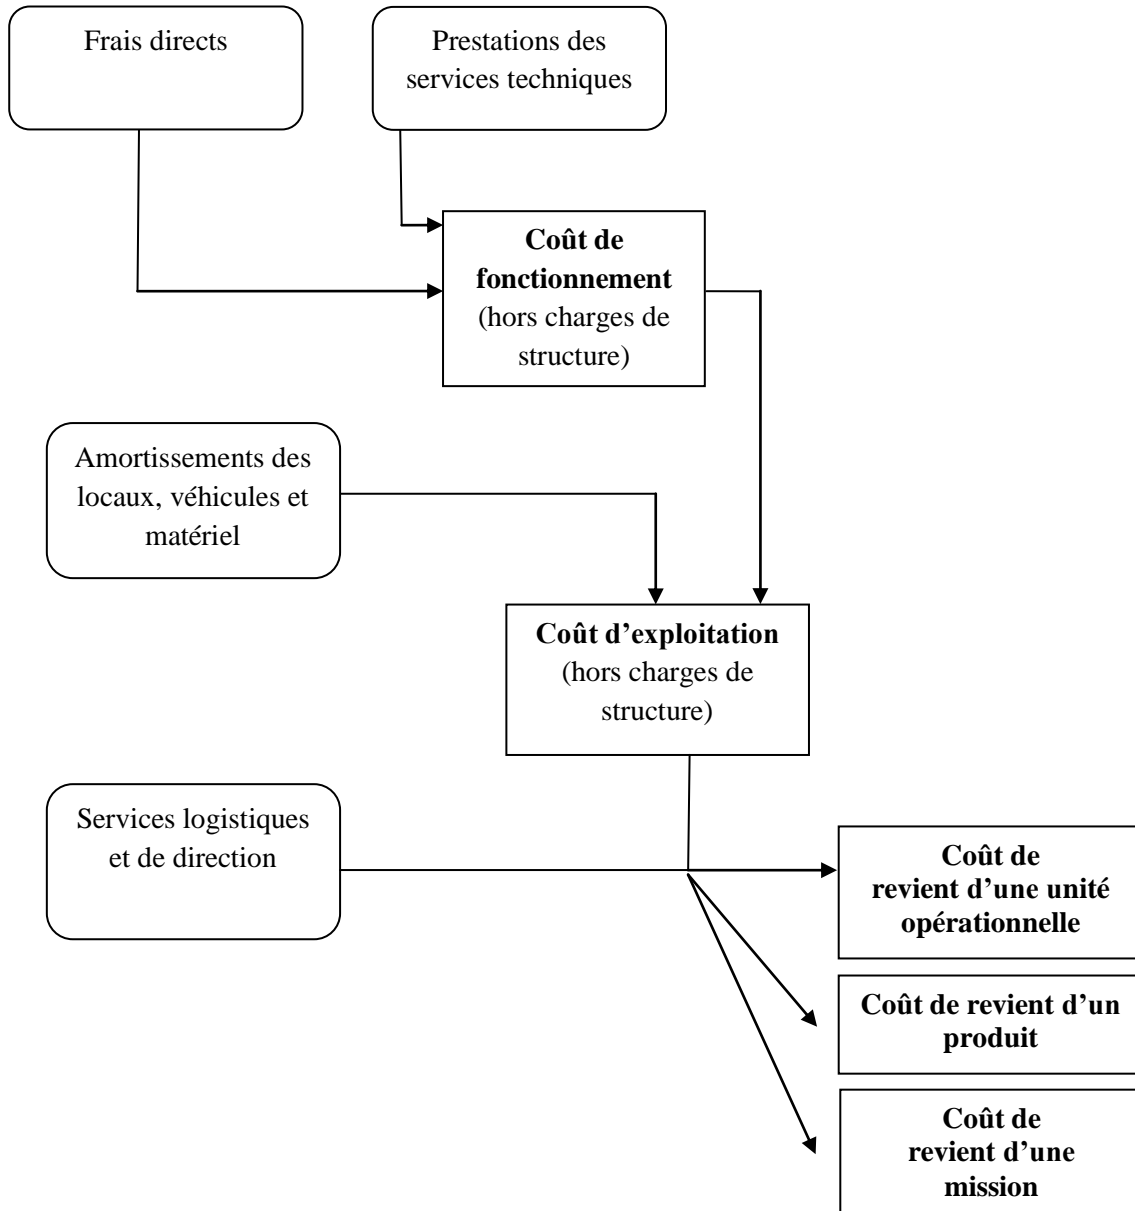 Frais directs
Prestations des
services techniques
Coût de
fonctionnement
(hors charges de
structure)
Amortissements des
locaux, véhicules et
matériel
Coût d’exploitation
(hors charges de
structure)
Services logistiques
et de direction
Coût de
revient d’une unité
opérationnelle
Coût de revient d’un
produit
Coût de
revient d’une
mission